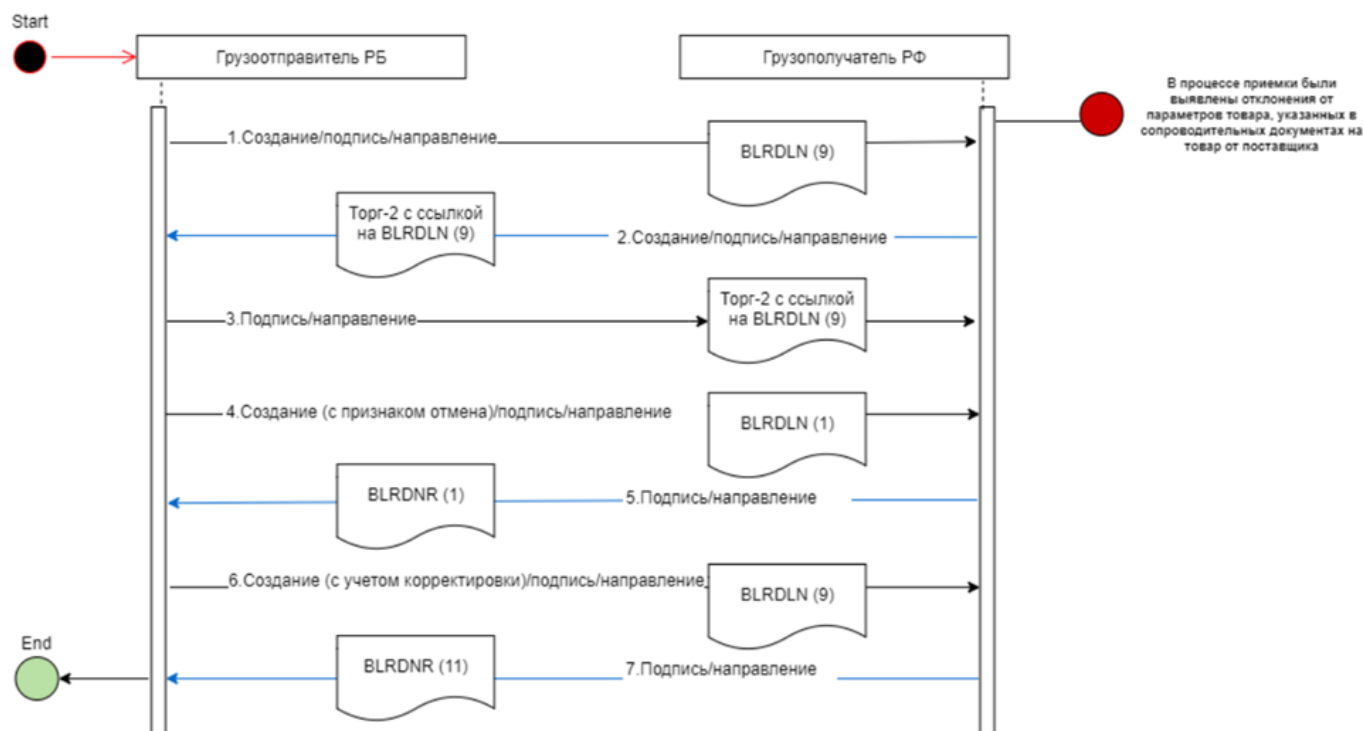 Start
Грузоотправитель РБ
Грузополучатель РФ
В процессе приемки были
выявлены отклонения от
параметров товара, указанных в
сопроводительных документах на
товар от поставщика
1.Создание/подпись/направление
BLRDLN (9)
Торг-2 с ссылкой
на BLRDLN (9)
2.Создание/подпись/направление
3.Подпись/направление
Торг-2 с ссылкой
на BLRDLN (9)
4.Создание (с признаком отмена)/подпись/направление
BLRDLN (1)
BLRDNR (1)
5.Подпись/направление
6.Создание (с учетом корректировки)/подпись/направление
BLRDLN (9)
End
BLRDNR (11)
7.Подпись/направление